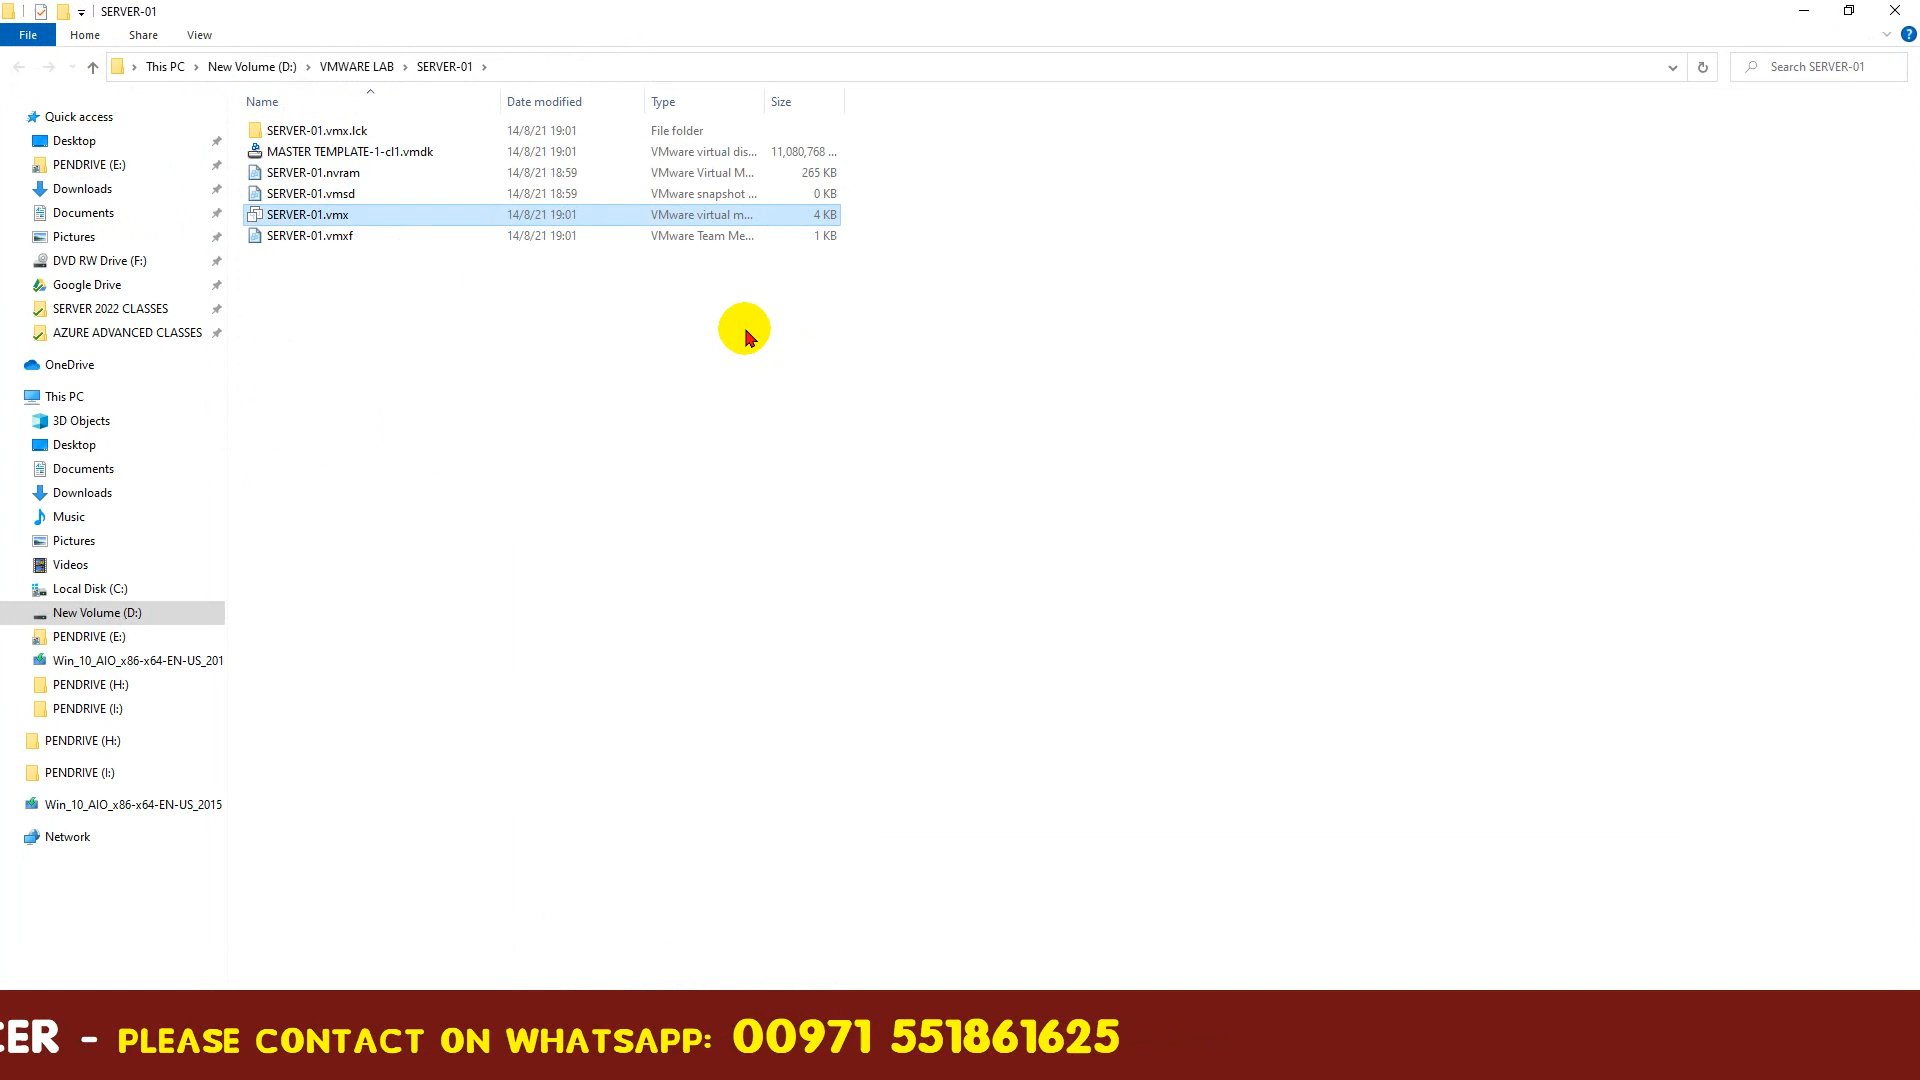 SERVER-01
File Home Share View
This PC New Volume (D:) VMWARE LAB SERVER-01 Search SERVER-01
Name Date modified Type Size
SERVER-01.vmx.lck 14/8/21 19:01 File folder
MASTER TEMPLATE-1-cl1.vmdk 14/8/21 19:01 VMware virtual dis... 11,080,768 ...
SERVER-01.nvram 14/8/21 18:59 VMware Virtual M... 265 KB
SERVER-01.vmsd 14/8/21 18:59 VMware snapshot ... 0 KB
SERVER-01.vmx 14/8/21 19:01 VMware virtual m... 4 KB
SERVER-01.vmxf 14/8/21 19:01 VMware Team Me... 1 KB
Quick access
Desktop
PENDRIVE (E:)
Downloads
Documents
Pictures
DVD RW Drive (F:)
Google Drive
SERVER 2022 CLASSES
AZURE ADVANCED CLASSES
OneDrive
This PC
3D Objects
Desktop
Documents
Downloads
Music
Pictures
Videos
Local Disk (C:)
New Volume (D:)
PENDRIVE (E:)
Win_10_AIO_x86-x64-EN-US_201
PENDRIVE (H:)
PENDRIVE (I:)
PENDRIVE (H:)
PENDRIVE (I:)
Win_10_AIO_x86-x64-EN-US_2015
Network
CER - PLEASE CONTACT ON WHATSAPP: 00971 551861625